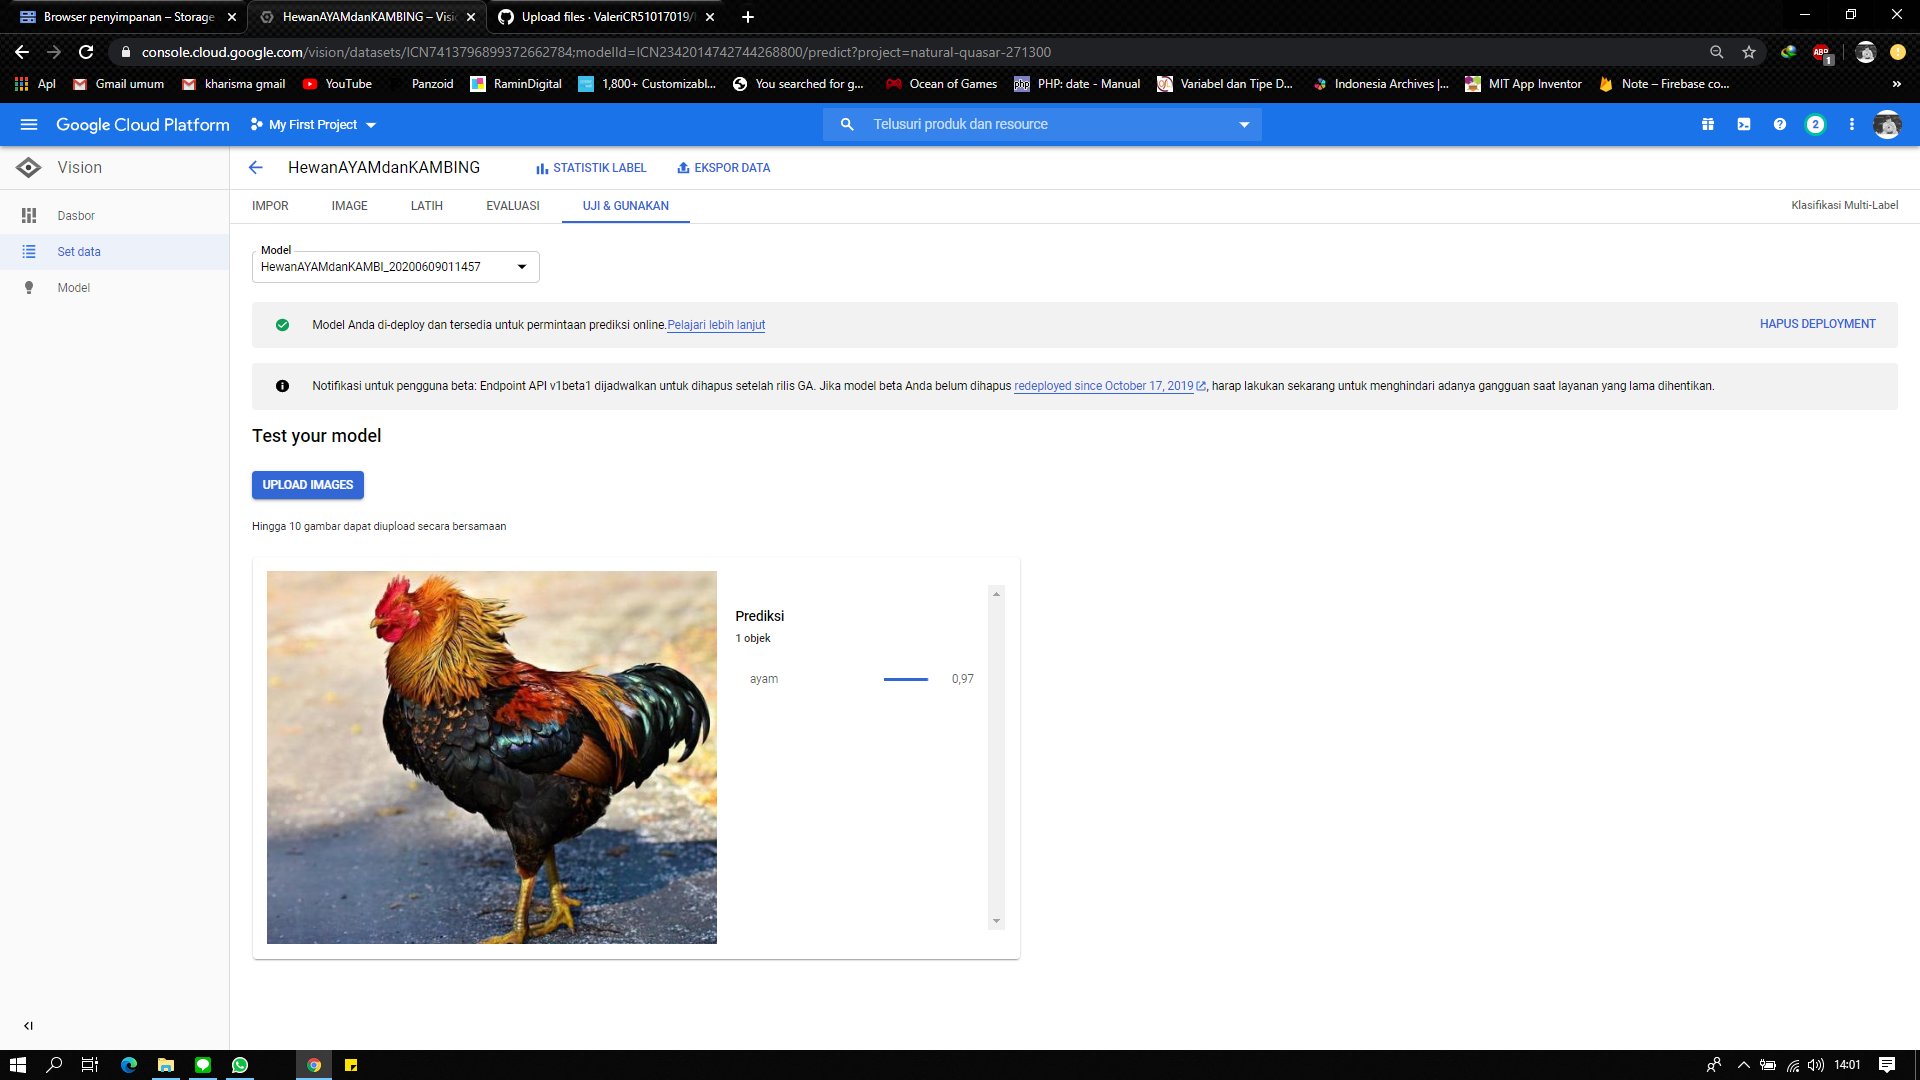 Browser penyimpanan – Storage
HewanAYAMdanKAMBING – Visi
Upload files · ValeriCR51017019/
console.cloud.google.com/vision/datasets/ICN7413796899372662784;modelId=ICN2342014742744268800/predict?project=natural-quasar-271300
ABP
1
Apl
Gmail umum
kharisma gmail
YouTube
Panzoid
RaminDigital
1,800+ Customizabl...
You searched for g...
Ocean of Games
php
PHP: date - Manual
Variabel dan Tipe D...
Indonesia Archives |...
MIT App Inventor
Note – Firebase co...
»
Google Cloud Platform
My First Project
Telusuri produk dan resource
2
Vision
HewanAYAMdanKAMBING
STATISTIK LABEL
EKSPOR DATA
Dasbor
Set data
Model
IMPOR
IMAGE
LATIH
EVALUASI
UJI & GUNAKAN
Klasifikasi Multi-Label
Model
HewanAYAMdanKAMBI_20200609011457
Model Anda di-deploy dan tersedia untuk permintaan prediksi online.Pelajari lebih lanjut
HAPUS DEPLOYMENT
Notifikasi untuk pengguna beta: Endpoint API v1beta1 dijadwalkan untuk dihapus setelah rilis GA. Jika model beta Anda belum dihapus redeployed since October 17, 2019, harap lakukan sekarang untuk menghindari adanya gangguan saat layanan yang lama dihentikan.
Test your model
UPLOAD IMAGES
Hingga 10 gambar dapat diupload secara bersamaan
Prediksi
1 objek
ayam
0,97
14:01